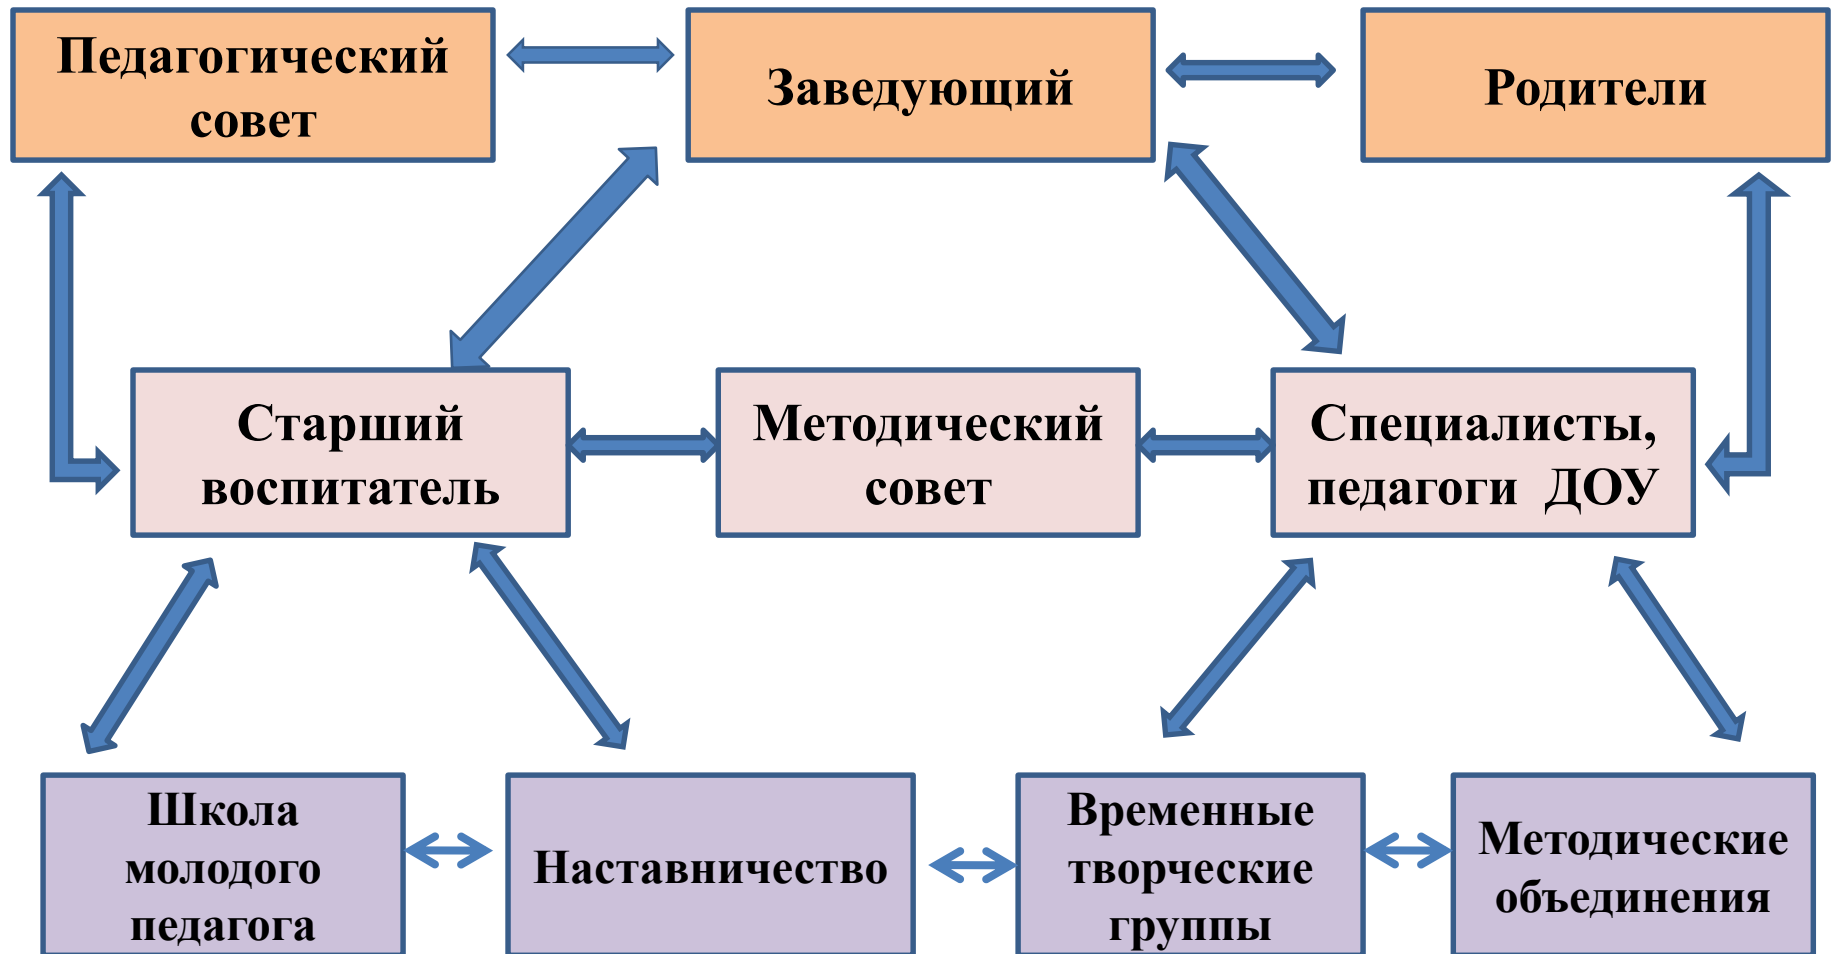 Педагогический
совет
Заведующий
Родители
Старший
воспитатель
Методический
совет
Специалисты,
педагоги ДОУ
Школа
молодого
педагога
Наставничество
Временные
творческие
группы
Методические
объединения